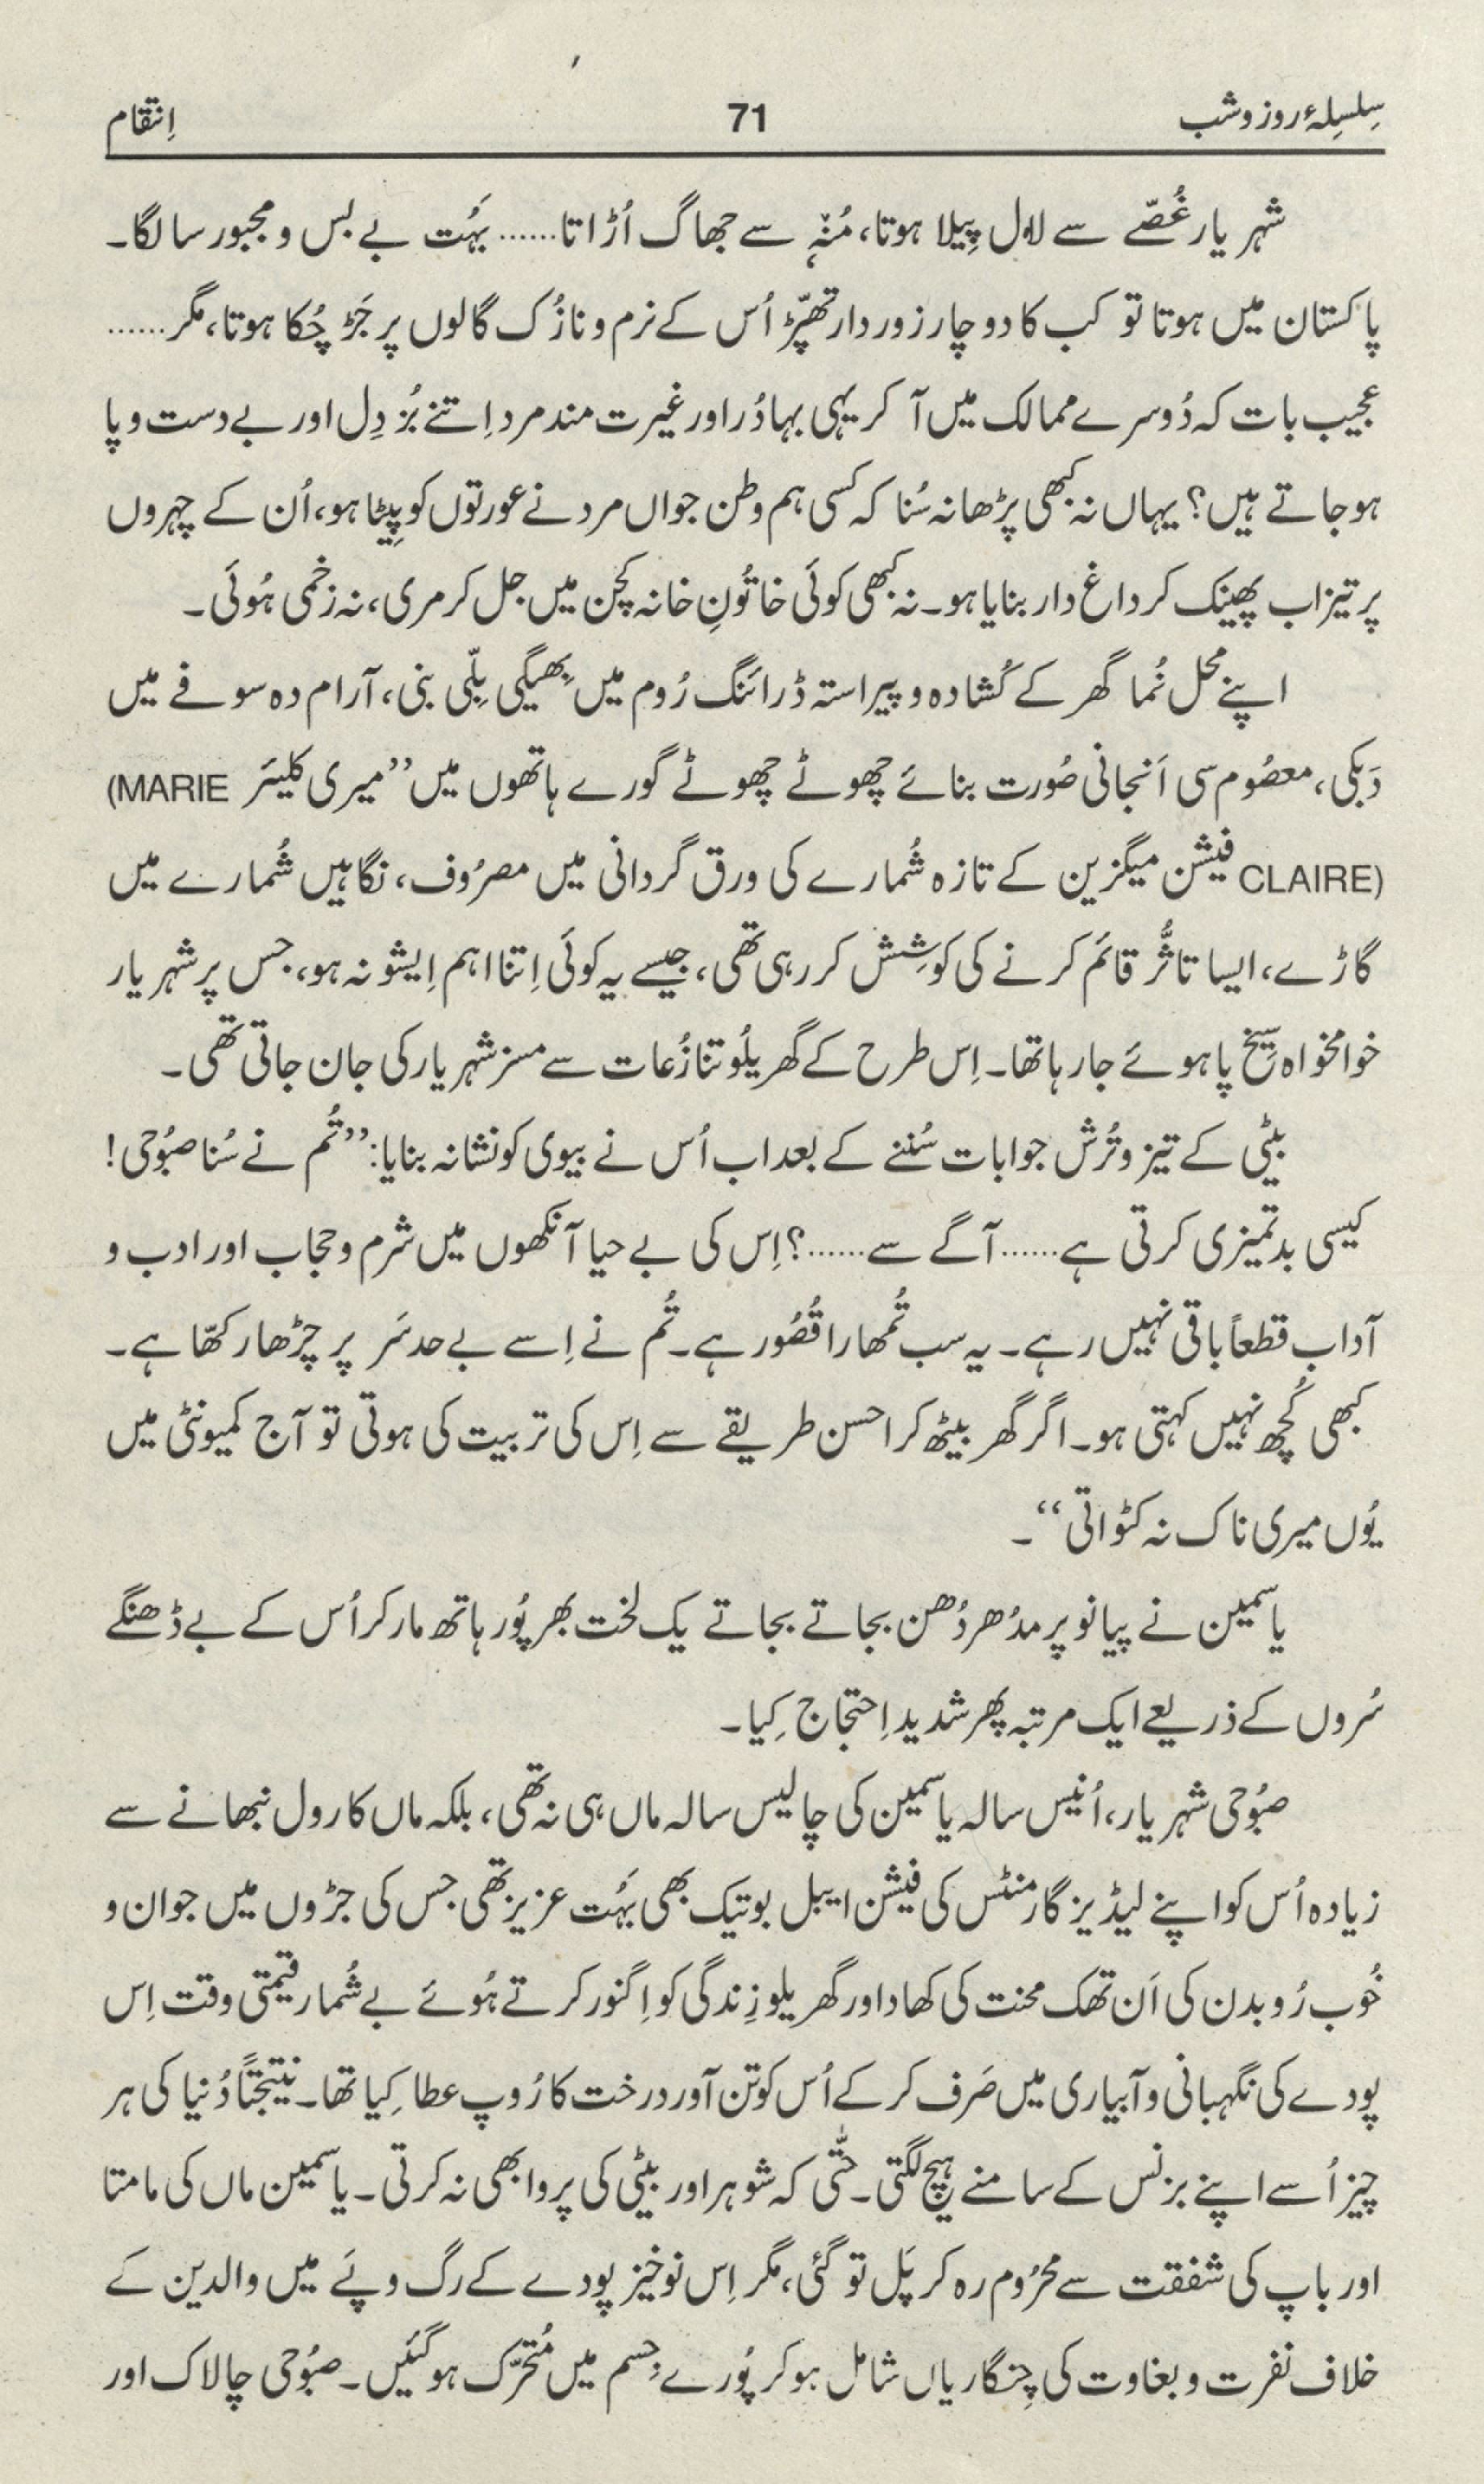 سِلسِلۂ روز و شب 71 اِنتقام
شہر یار غُصّے سے لال پِیلا ہوتا، مُنْہٖ سے جھاگ اُڑاتا...... بہُت بے بس و مجبور سا لگا۔
پاکستان میں ہوتا تو کب کا دو چار زور دار تھپّڑ اُس کے نرم و نازُک گالوں پر جَڑ چُکا ہوتا، مگر......
عجیب بات کہ دُوسرے ممالک میں آ کر یہی بہادُر اور غیرت مند مرد اِتنے بُز دِل اور بے دست و پا
ہو جاتے ہیں؟ یہاں نہ کبھی پڑھا نہ سُنا کہ کسی ہم وطن جواں مرد نے عورتوں کو پِیٹا ہو، اُن کے چہروں
پر تیزاب پھینک کر داغ دار بنایا ہو۔ نہ کبھی کوئی خاتُونِ خانہ کچن میں جل کر مری، نہ زخمی ہُوئی۔
اپنے محل نُما گھر کے کُشادہ و پیراستہ ڈرائنگ رُوم میں بھیگی بِلّی بنی، آرام دہ سوفے میں
دَبکی، معصُوم سی اَنجانی صُورت بنائے چھوٹے چھوٹے گورے ہاتھوں میں ’’میری کلیئر (MARIE
CLAIRE) فیشن میگزین کے تازہ شُمارے کی ورق گردانی میں مصرُوف، نگاہیں شُمارے میں
گاڑے، ایسا تاثُّر قائم کرنے کی کوشِش کر رہی تھی، جیسے یہ کوئی اِتنا اہم اِیشو نہ ہو، جس پر شہر یار
خوامخواہ سِیخ پا ہوئے جا رہا تھا۔ اِس طرح کے گھریلُو تنازُعات سے مسز شہر یار کی جان جاتی تھی۔
بیٹی کے تیز و تُرش جوابات سُننے کے بعد اب اُس نے بیوی کو نشانہ بنایا: ’’تُم نے سُنا صبُوحی!
کیسی بدتمیزی کرتی ہے...... آگے سے......؟ اِس کی بے حیا آنکھوں میں شرم و حجاب اور ادب و
آداب قطعاً باقی نہیں رہے۔ یہ سب تُمھارا قُصُور ہے۔ تُم نے اِسے بے حد سَر پر چڑھا رکھّا ہے۔
کبھی کُچھ نہیں کہتی ہو۔ اگر گھر بیٹھ کر احسن طریقے سے اِس کی تربیت کی ہوتی تو آج کمیونٹی میں
یُوں میری ناک نہ کٹواتی‘‘۔
یاسمین نے پیانو پر مدُھر دُھن بجاتے بجاتے یک لخت بھر پُور ہاتھ مار کر اُس کے بے ڈھنگے
سُروں کے ذریعے ایک مرتبہ پھر شدید اِحتجاج کِیا۔
صبُوحی شہر یار، اُنیس سالہ یاسمین کی چالیس سالہ ماں ہی نہ تھی، بلکہ ماں کا رول نبھانے سے
زیادہ اُس کو اپنے لیڈیز گارمنٹس کی فیشن ایبل بوتیک بھی بہُت عزیز تھی جس کی جڑوں میں جوان و
خُوب رُو بدن کی اَن تھک محنت کی کھاد اور گھریلو زِندگی کو اِگنور کرتے ہُوئے بے شُمار قیمتی وقت اِس
پودے کی نگہبانی و آبیاری میں صَرف کر کے اُس کو تن آور درخت کا رُوپ عطا کِیا تھا۔ نتیجتاً دُنیا کی ہر
چیز اُسے اپنے بزنس کے سامنے ہیچ لگتی۔ حتّٰی کہ شوہر اور بیٹی کی پروا بھی نہ کرتی۔ یاسمین ماں کی مامتا
اور باپ کی شفقت سے محرُوم رہ کر پَل تو گئی، مگر اِس نوخیز پودے کے رگ و پَے میں والدین کے
خلاف نفرت و بغاوت کی چنگاریاں شامل ہو کر پُورے جِسم میں مُتحرّک ہو گئیں۔ صبُوحی چالاک اور